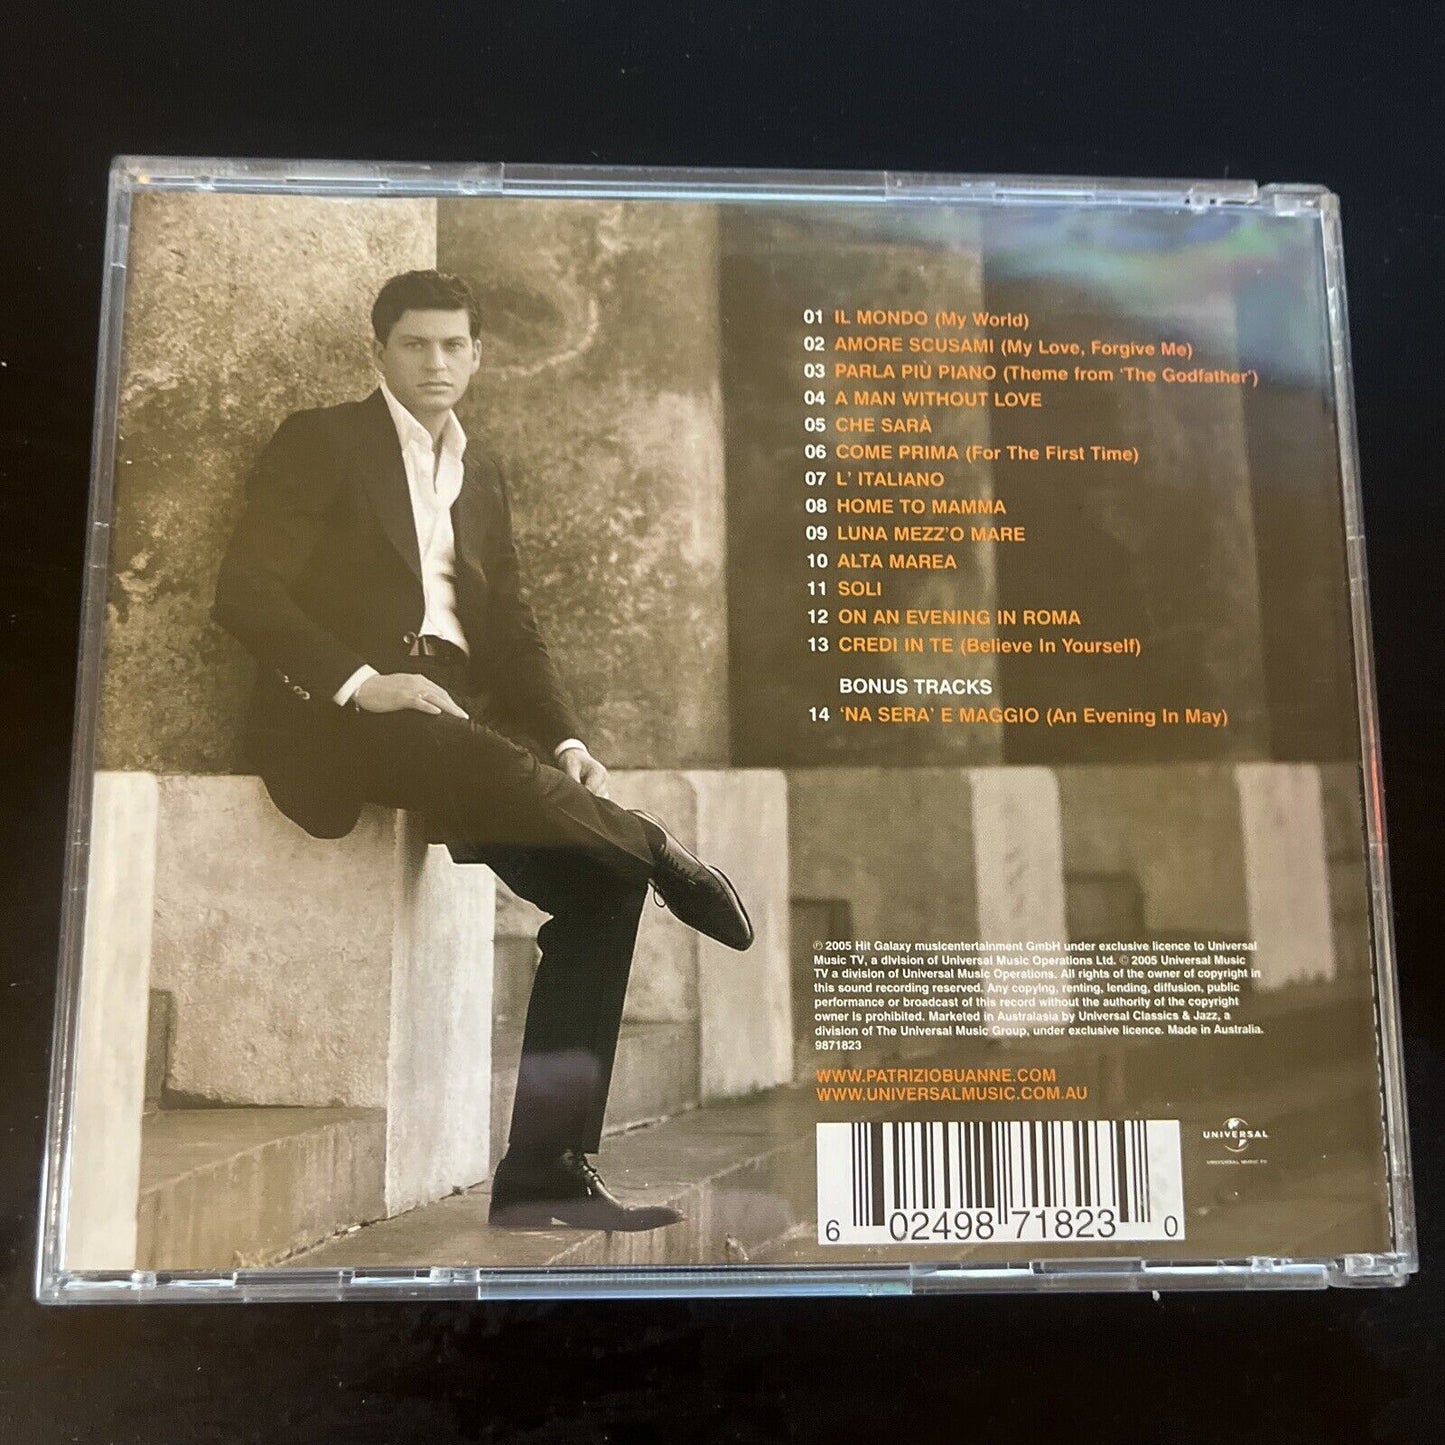 01 IL MONDO (My World)
02 AMORE SCUSAMI (My Love, Forgive Me)
03 PARLA PIÙ PIANO (Theme from 'The Godfather')
04 A MAN WITHOUT LOVE
05 CHE SARÀ
06 COME PRIMA (For The First Time)
07 L' ITALIANO
08 HOME TO MAMMA
09 LUNA MEZZ'O MARE
10 ALTA MAREA
11 SOLI
12 ON AN EVENING IN ROMA
13 CREDI IN TE (Believe In Yourself)
BONUS TRACKS
14 'NA SERA' E MAGGIO (An Evening In May)
℗ 2005 Hit Galaxy musicentertainment GmbH under exclusive licence to Universal
Music TV, a division of Universal Music Operations Ltd. © 2005 Universal Music
TV a division of Universal Music Operations. All rights of the owner of copyright in
this sound recording reserved. Any copying, renting, lending, diffusion, public
performance or broadcast of this record without the authority of the copyright
owner is prohibited. Marketed in Australasia by Universal Classics & Jazz, a
division of The Universal Music Group, under exclusive licence. Made in Australia.
9871823
WWW.PATRIZIOBUANNE.COM
WWW.UNIVERSALMUSIC.COM.AU
UNIVERSAL
UNIVERSAL MUSIC TV
6 02498 71823 0